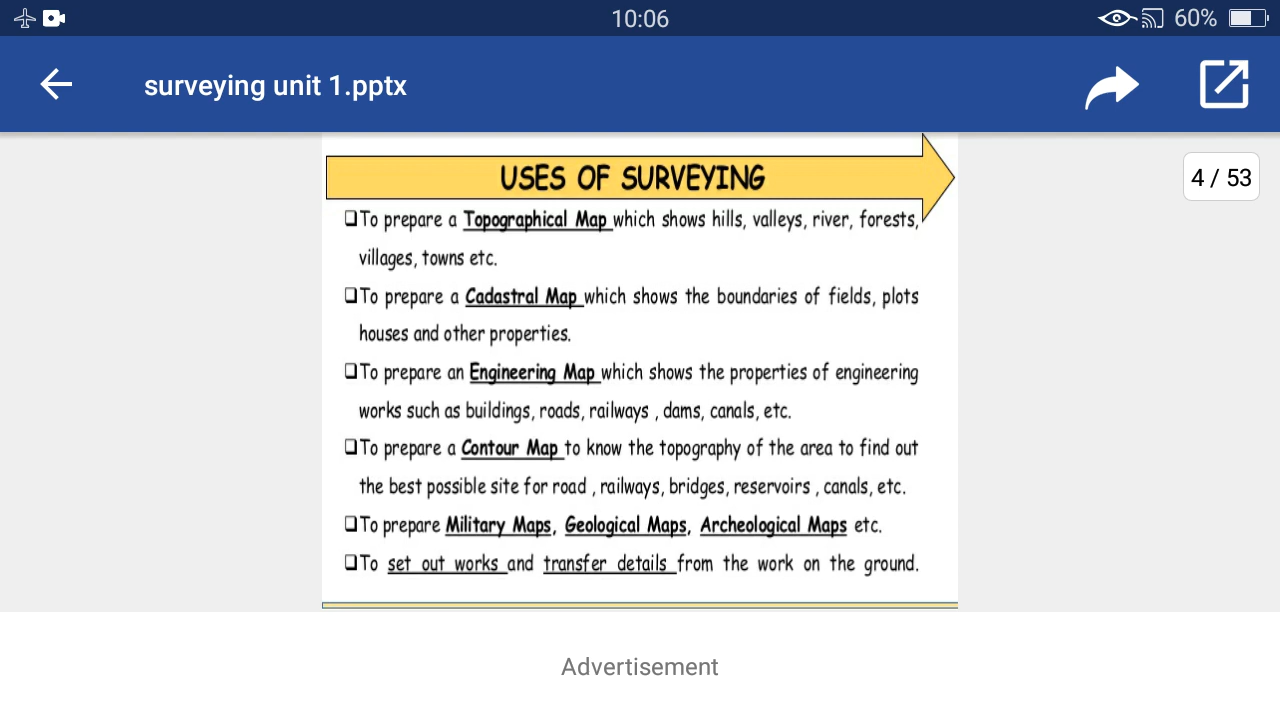 10:06
60%
surveying unit 1.pptx
4 / 53
USES OF SURVEYING
❑To prepare a Topographical Map which shows hills, valleys, river, forests,
villages, towns etc.
❑To prepare a Cadastral Map which shows the boundaries of fields, plots
houses and other properties.
❑To prepare an Engineering Map which shows the properties of engineering
works such as buildings, roads, railways , dams, canals, etc.
❑To prepare a Contour Map to know the topography of the area to find out
the best possible site for road , railways, bridges, reservoirs , canals, etc.
❑To prepare Military Maps, Geological Maps, Archeological Maps etc.
❑To set out works and transfer details from the work on the ground.
Advertisement